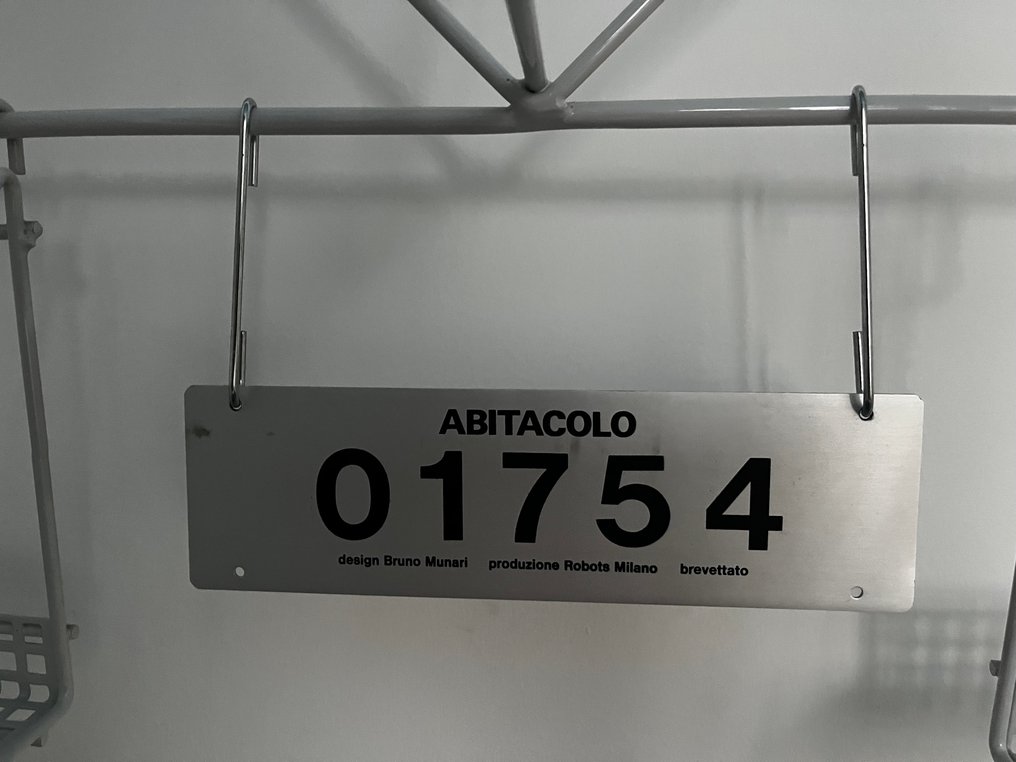 ABITACOLO
01754
design Bruno Munari produzione Robots Milano brevettato